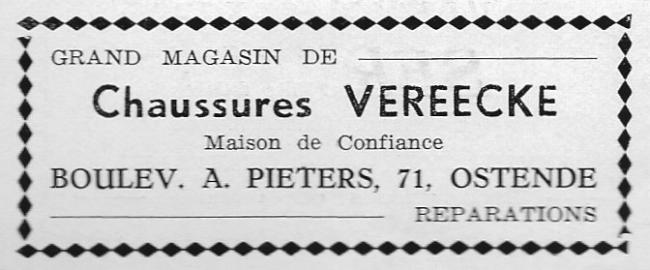 GRAND MAGASIN DE
Chaussures VEREECKE
Maison de Confiance
BOULEV. A. PIETERS, 71, OSTENDE
REPARATIONS